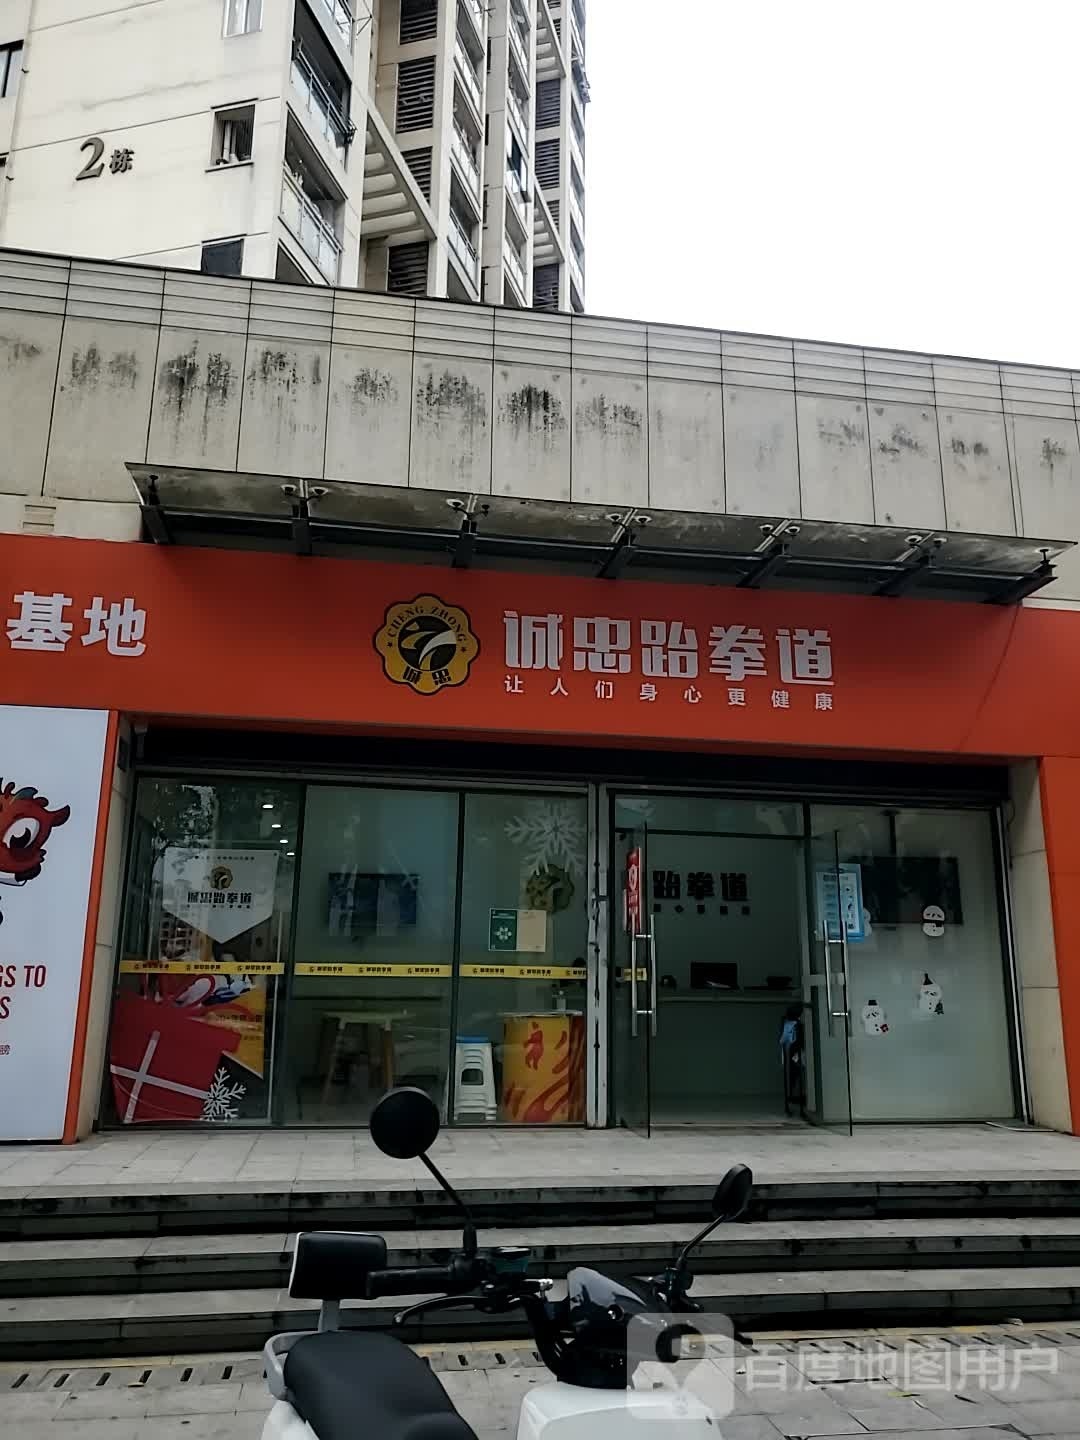 2栋
基地
CHENG ZHONG
诚忠
诚忠跆拳道
让人们身心更健康
诚忠跆拳道
跆拳道
GS TO
S
百度地图用户